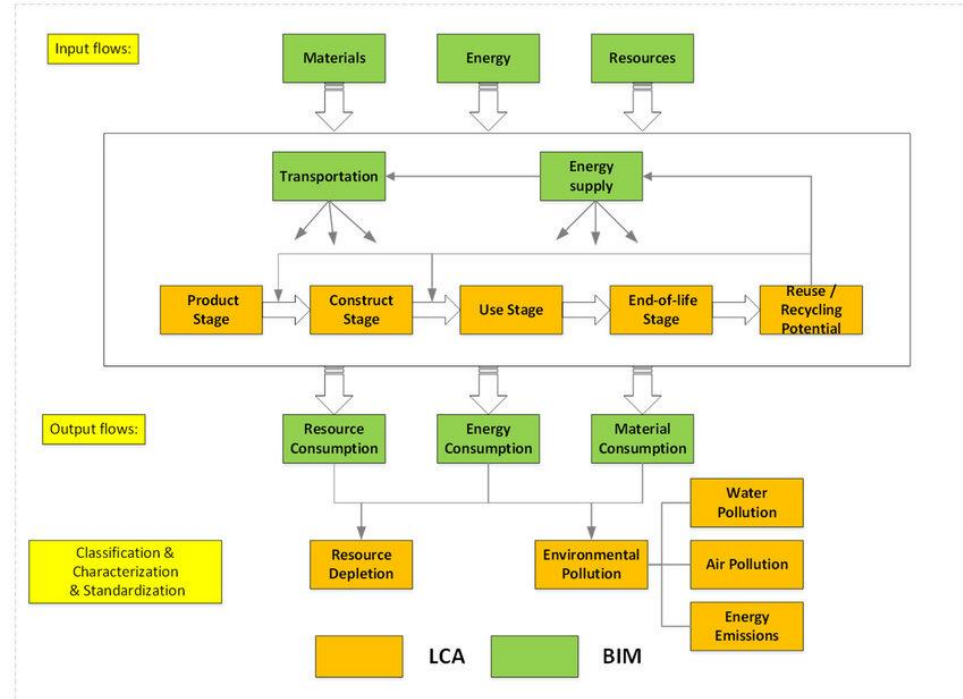 Input flows:
Materials
Energy
Resources
Transportation
Energy
supply
Product
Stage
Construct
Stage
Use Stage
End-of-life
Stage
Reuse /
Recycling
Potential
Output flows:
Resource
Consumption
Energy
Consumption
Material
Consumption
Water
Pollution
Classification &
Characterization
& Standardization
Resource
Depletion
Environmental
Pollution
Air Pollution
Energy
Emissions
LCA
BIM